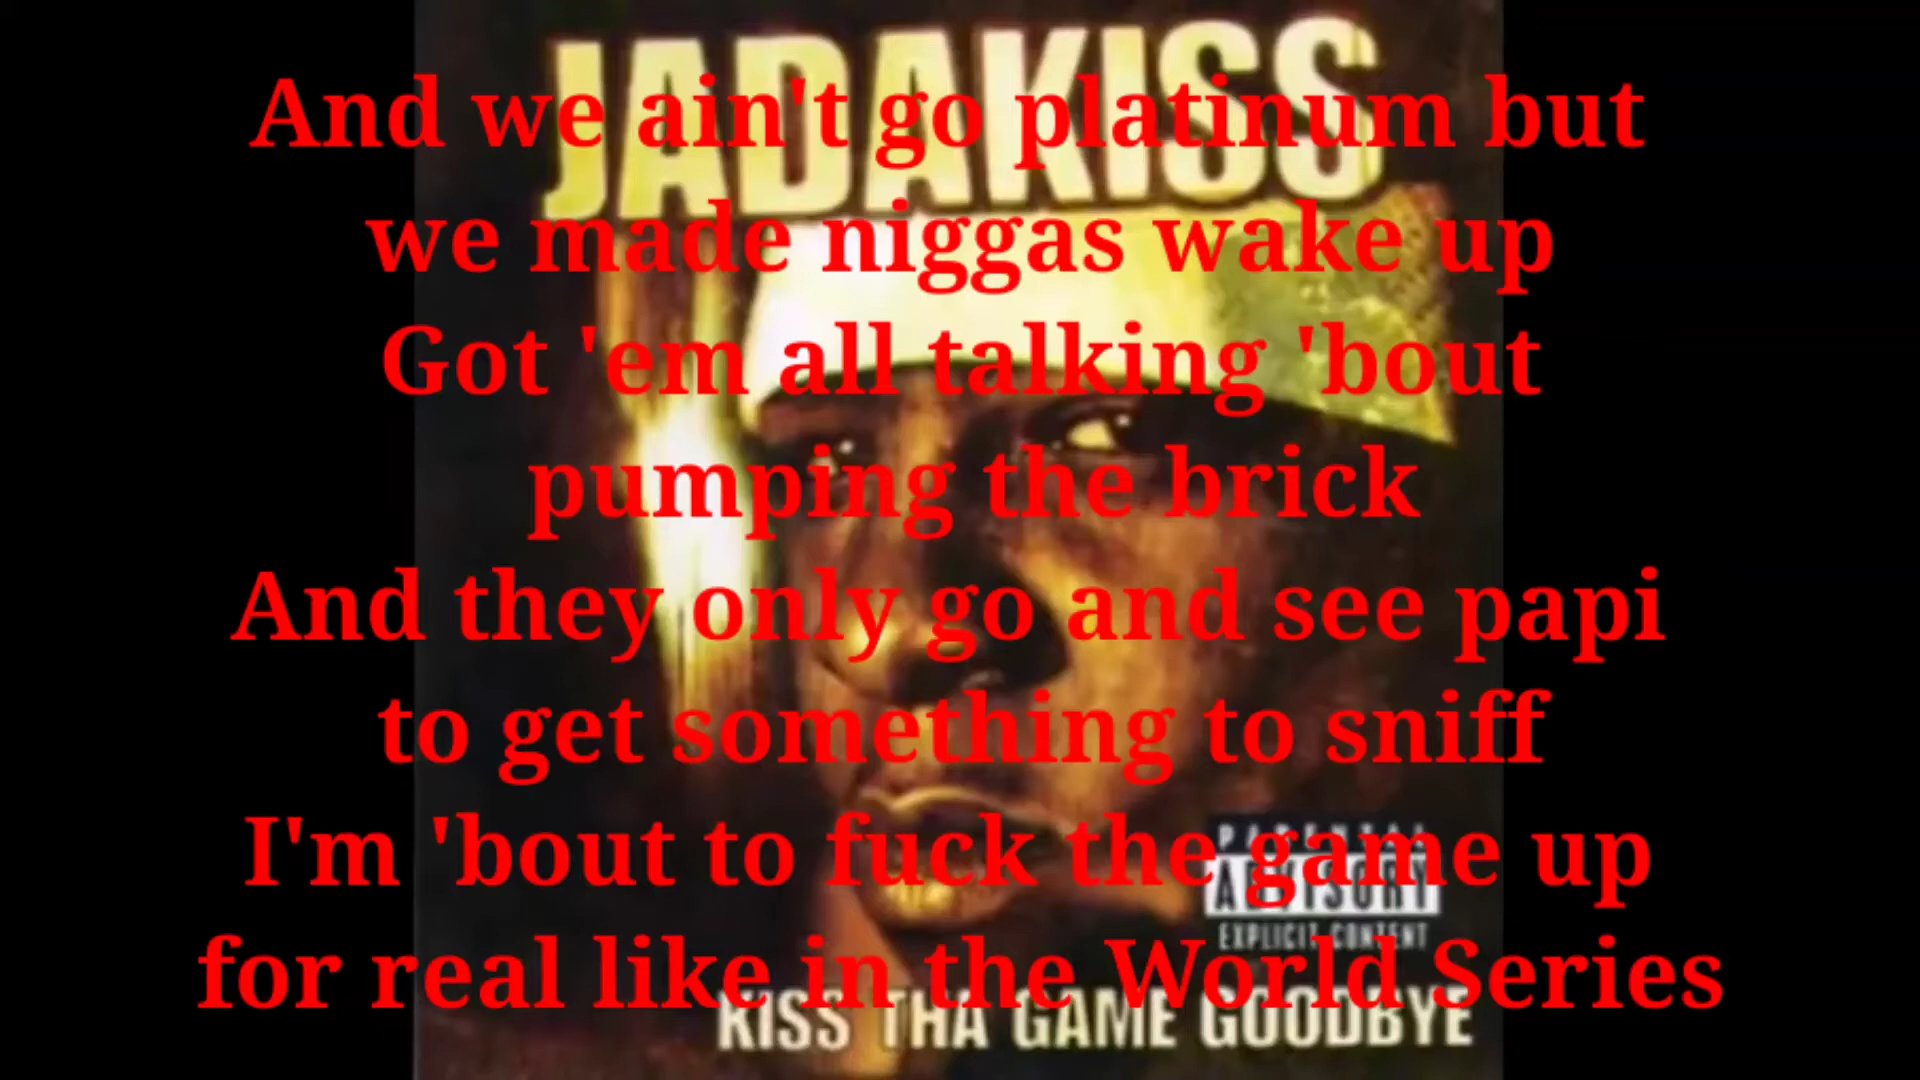 JADAKISS
And we ain't go platinum but
we made niggas wake up
Got 'em all talking 'bout
pumping the brick
And they only go and see papi
to get something to sniff
I'm 'bout to fuck the game up
for real like in the World Series
PARENTAL
ADVISORY
EXPLICIT CONTENT
KISS THA GAME GOODBYE